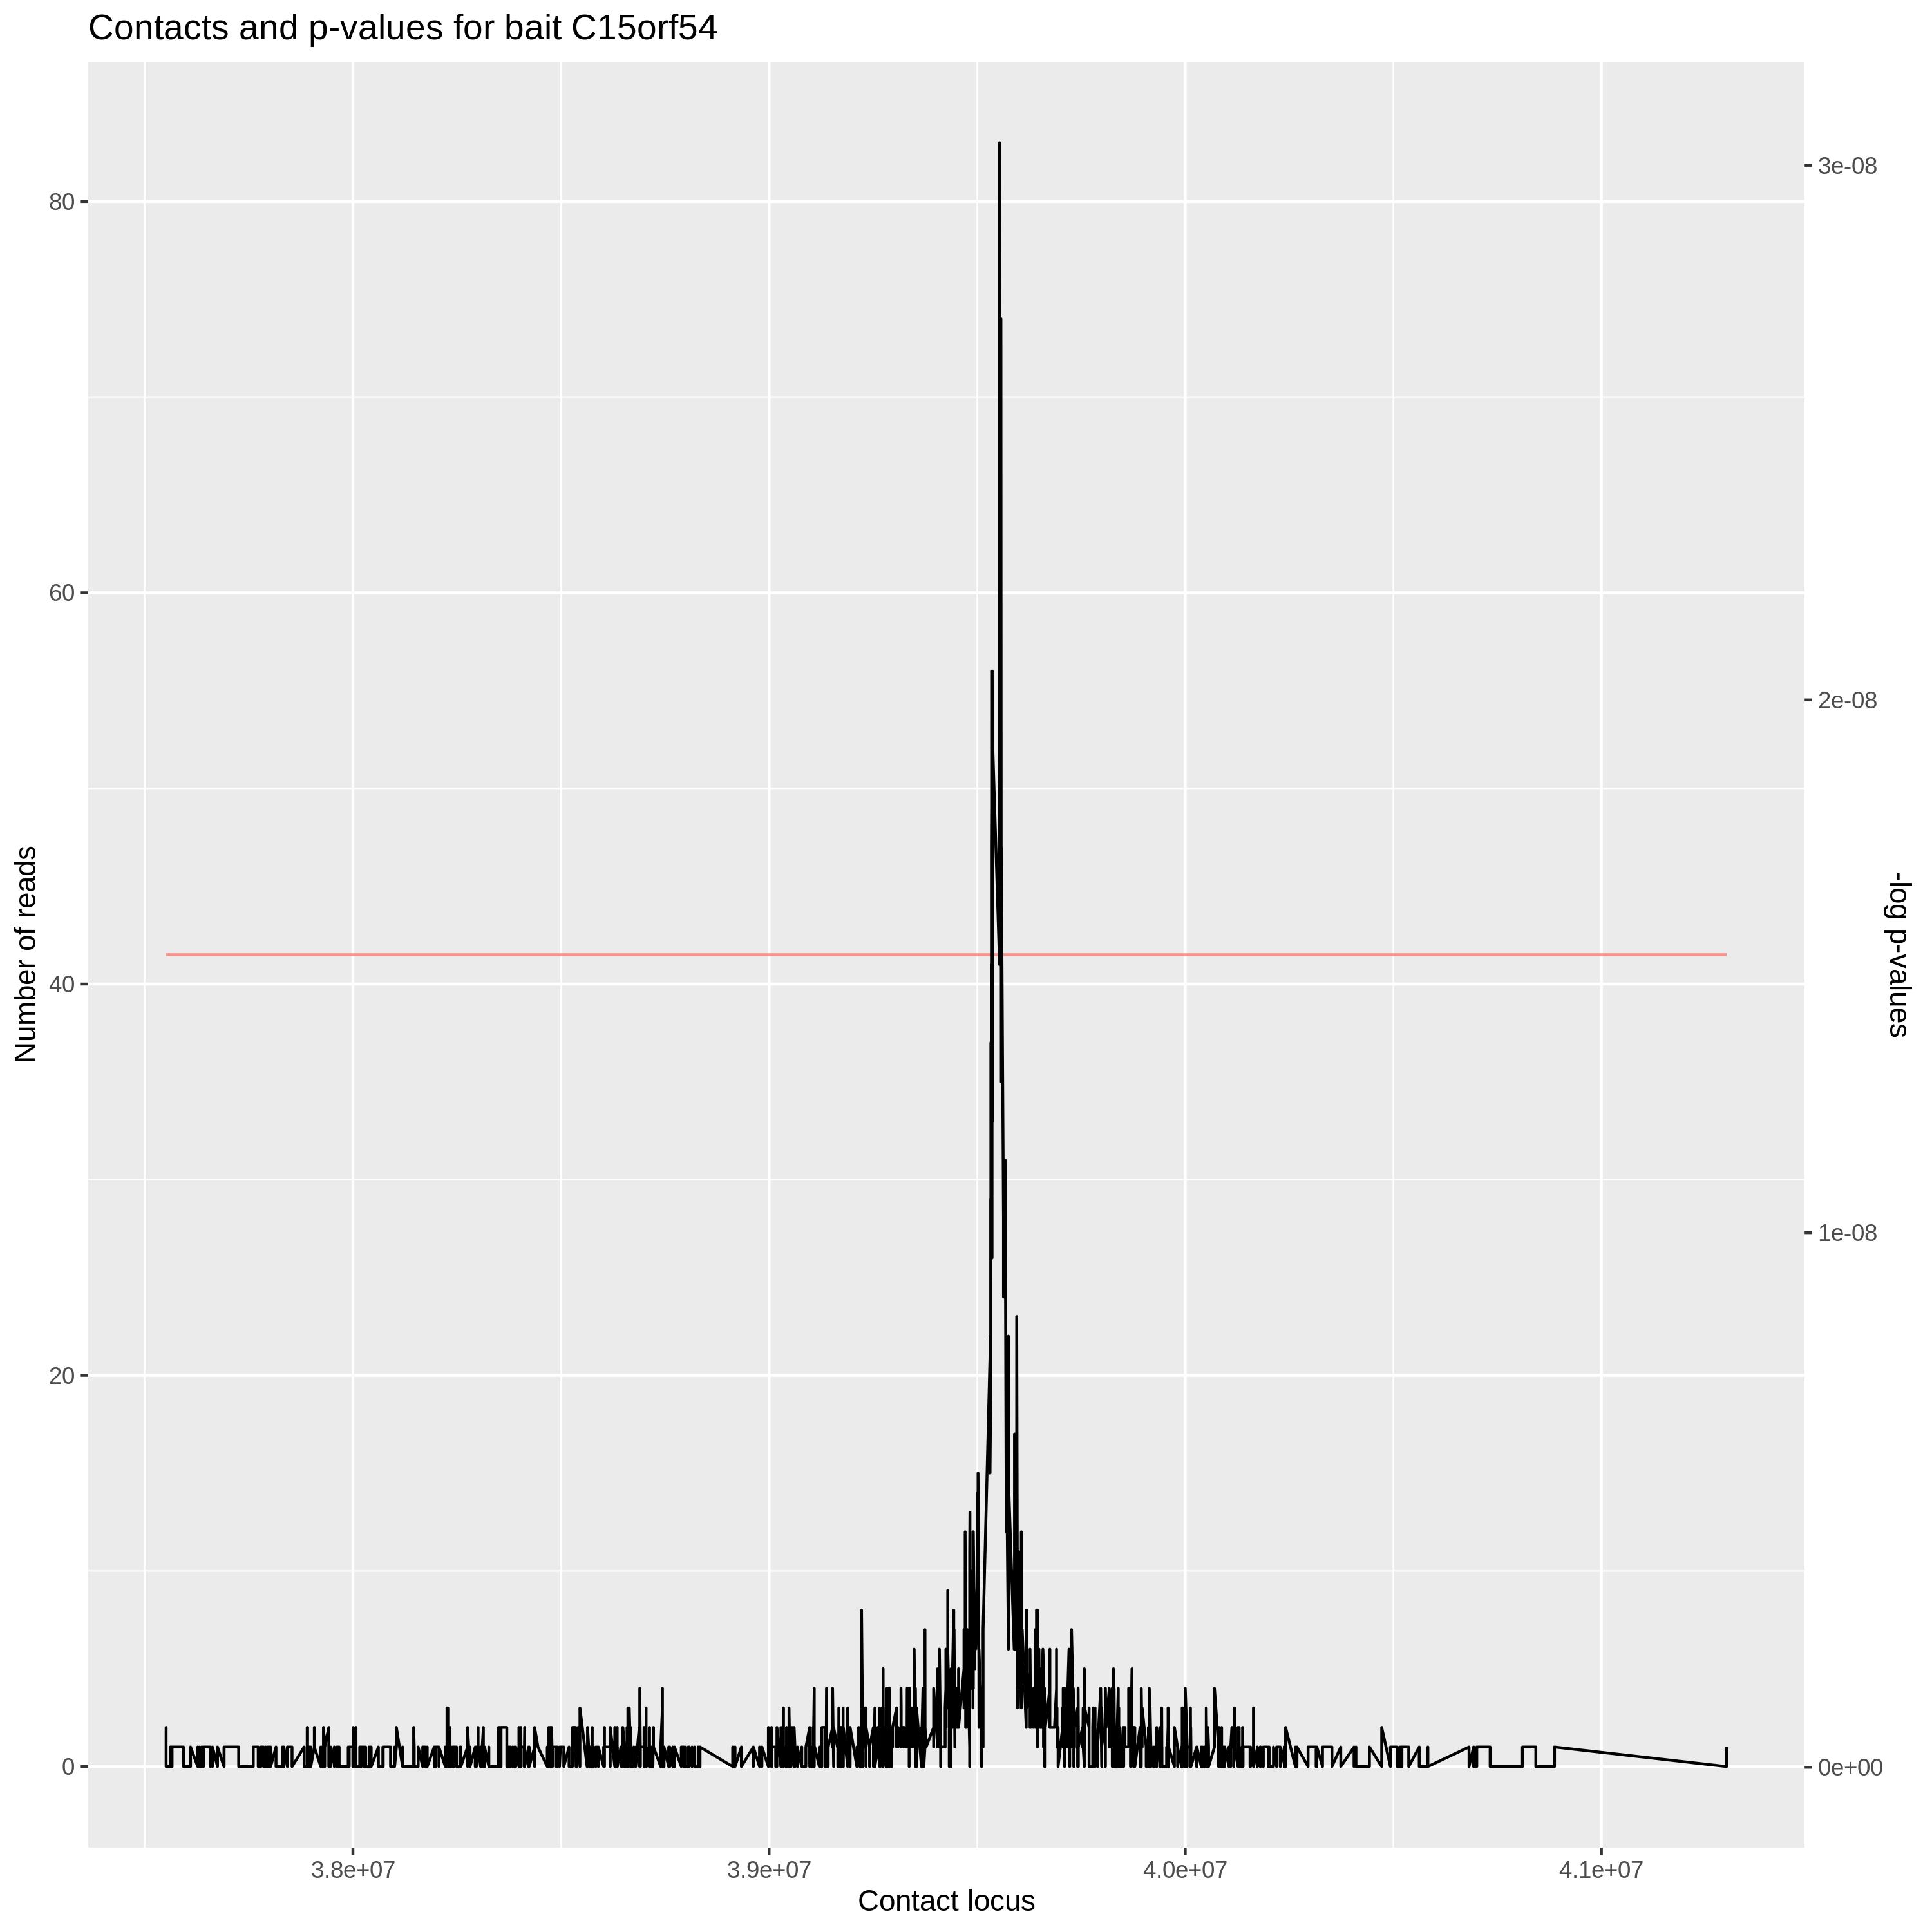 Contacts and p-values for bait C15orf54
80
60
40
20
0
Number of reads
3e-08
2e-08
1e-08
0e+00
-log p-values
3.8e+07
3.9e+07
4.0e+07
4.1e+07
Contact locus